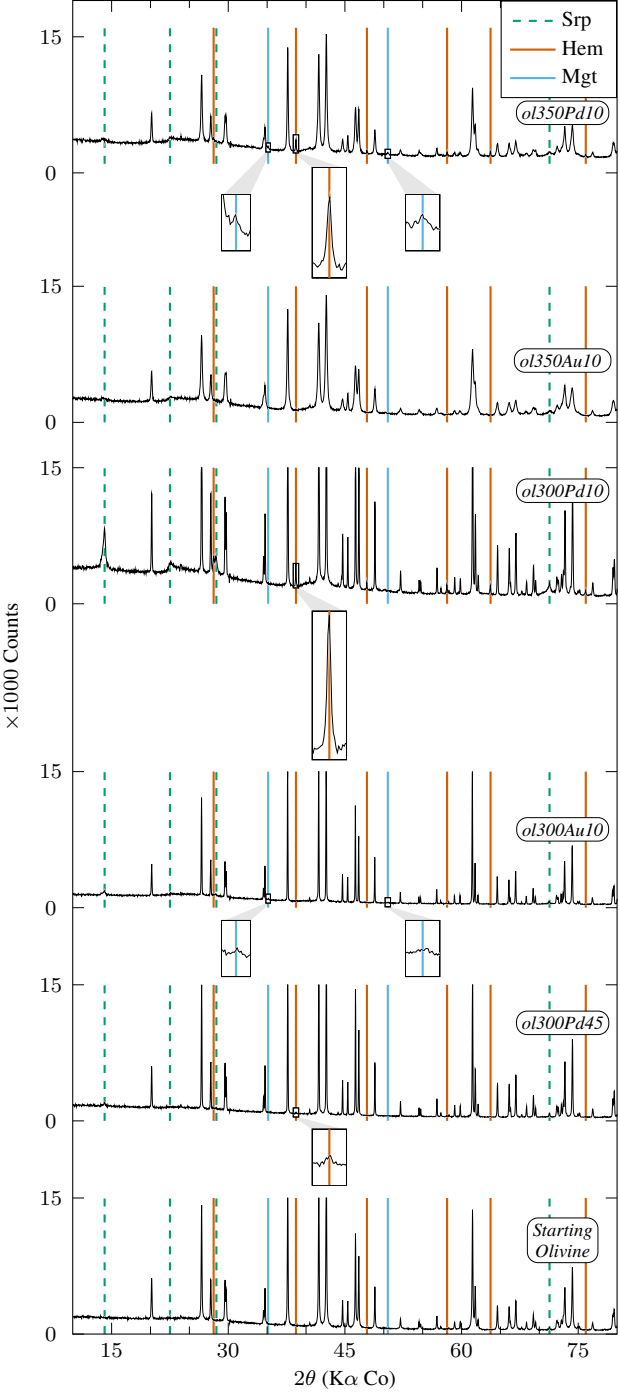 Srp
Hem
Mgt
15
ol350Pd10
0
15
ol350Au10
0
15
ol300Pd10
0
×1000 Counts
15
ol300Au10
0
15
ol300Pd45
0
15
Starting
Olivine
0
15 30 45 60 75
2θ (Kα Co)